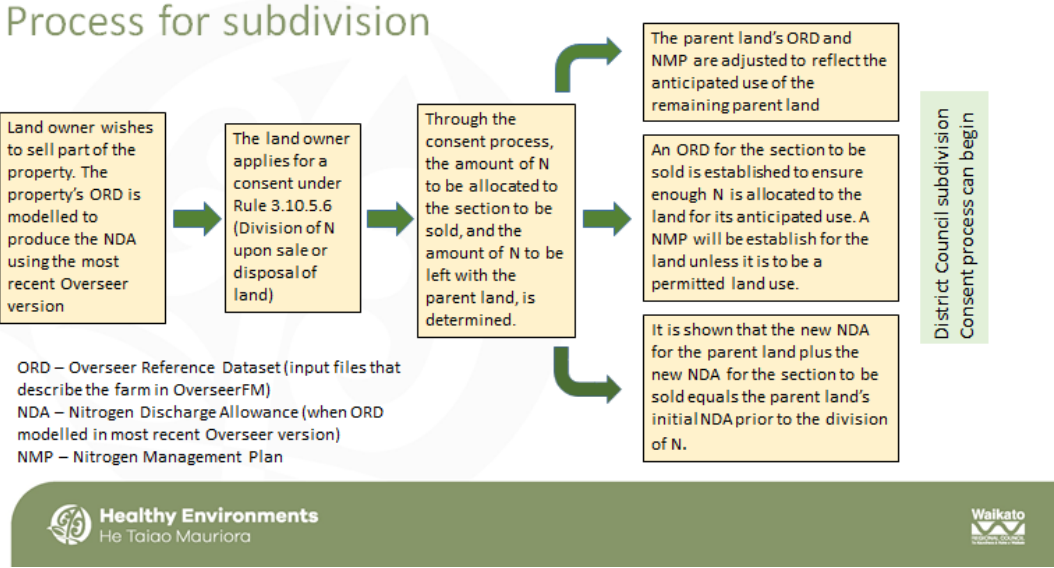 Process for subdivision
Land owner wishes
to sell part of the
property. The
property's ORD is
modelled to
produce the NDA
using the most
recent Overseer
version
The land owner
applies for a
consent under
Rule 3.10.5.6
(Division of N
upon sale or
disposal of
land)
Through the
consent process,
the amount of N
to be allocated to
the section to be
sold, and the
amount of N to be
left with the
parent land, is
determined.
The parent land's ORD and
NMP are adjusted to reflect the
anticipated use of the
remaining parent land
An ORD for the section to be
sold is established to ensure
enough N is allocated to the
land for its anticipated use. A
NMP will be establish for the
land unless it is to be a
permitted land use.
It is shown that the new NDA
for the parent land plus the
new NDA for the section to be
sold equals the parent land's
initial NDA prior to the division
of N.
District Council subdivision
Consent process can begin
ORD – Overseer Reference Dataset (input files that
describe the farm in OverseerFM)
NDA – Nitrogen Discharge Allowance (when ORD
modelled in most recent Overseer version)
NMP – Nitrogen Management Plan
Healthy Environments
He Taiao Mauriora
Waikato
REGIONAL COUNCIL